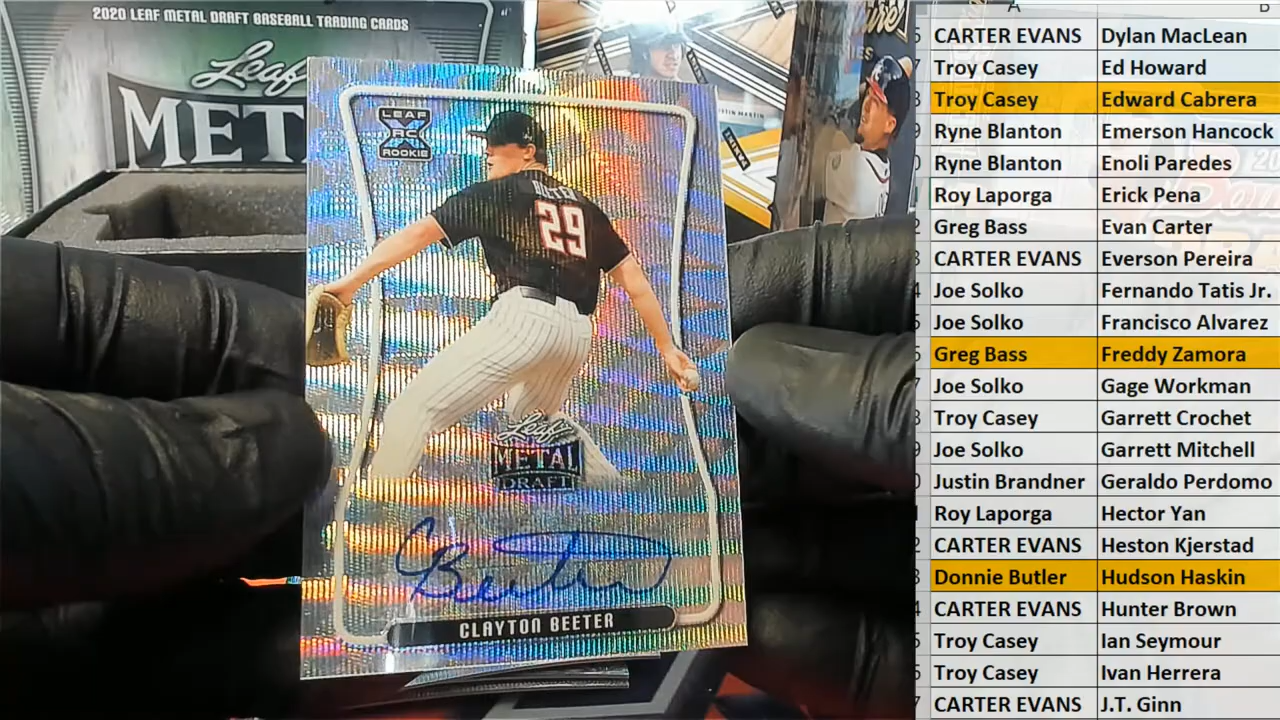 2020 LEAF METAL DRAFT BASEBALL TRADING CARDS
Leaf
MET
LEAF
RC
ROOKIE
29
Leaf
METAL
DRAFT
C Beeter
CLAYTON BEETER
A B
CARTER EVANS Dylan MacLean
Troy Casey Ed Howard
Troy Casey Edward Cabrera
Ryne Blanton Emerson Hancock
Ryne Blanton Enoli Paredes
Roy Laporga Erick Pena
Greg Bass Evan Carter
CARTER EVANS Everson Pereira
Joe Solko Fernando Tatis Jr.
Joe Solko Francisco Alvarez
Greg Bass Freddy Zamora
Joe Solko Gage Workman
Troy Casey Garrett Crochet
Joe Solko Garrett Mitchell
Justin Brandner Geraldo Perdomo
Roy Laporga Hector Yan
CARTER EVANS Heston Kjerstad
Donnie Butler Hudson Haskin
CARTER EVANS Hunter Brown
Troy Casey Ian Seymour
Troy Casey Ivan Herrera
CARTER EVANS J.T. Ginn